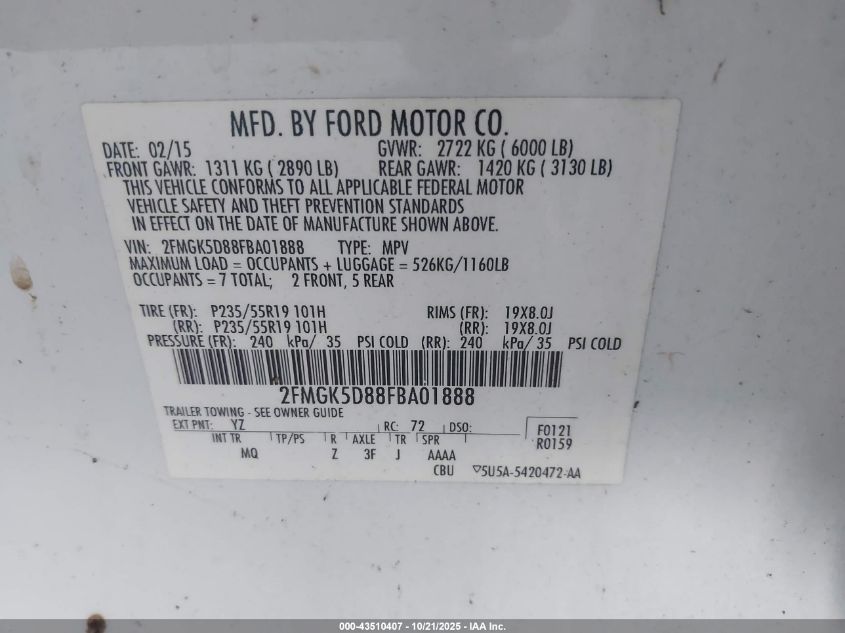 MFD. BY FORD MOTOR CO.
DATE: 02/15 GVWR: 2722 KG ( 6000 LB)
FRONT GAWR: 1311 KG ( 2890 LB) REAR GAWR: 1420 KG ( 3130 LB)
THIS VEHICLE CONFORMS TO ALL APPLICABLE FEDERAL MOTOR
VEHICLE SAFETY AND THEFT PREVENTION STANDARDS
IN EFFECT ON THE DATE OF MANUFACTURE SHOWN ABOVE.
VIN: 2FMGK5D88FBA01888 TYPE: MPV
MAXIMUM LOAD = OCCUPANTS + LUGGAGE = 526KG/1160LB
OCCUPANTS = 7 TOTAL; 2 FRONT, 5 REAR
TIRE (FR): P235/55R19 101H RIMS (FR): 19X8.0J
(RR): P235/55R19 101H (RR): 19X8.0J
PRESSURE (FR): 240 kPa/ 35 PSI COLD (RR): 240 kPa/ 35 PSI COLD
2FMGK5D88FBA01888
TRAILER TOWING - SEE OWNER GUIDE
EXT PNT: YZ RC: 72 DSO: F0121
INT TR TP/PS R AXLE TR SPR R0159
MQ Z 3F J AAAA
CBU ▽5U5A-5420472-AA
000-43510407 - 10/21/2025 - IAA Inc.